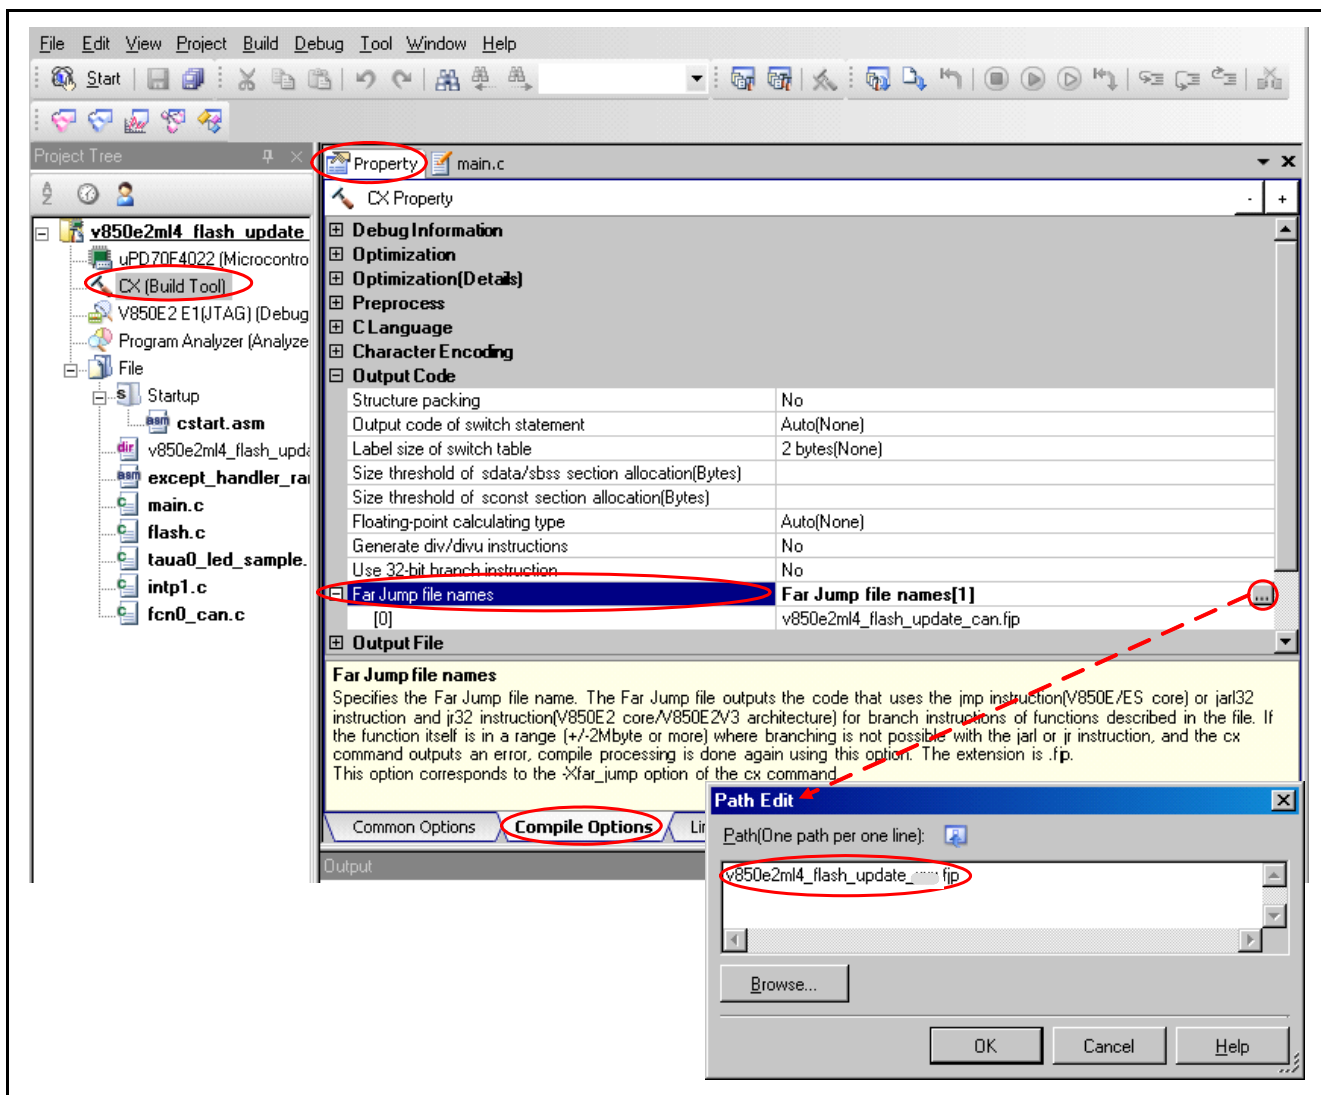 File Edit View Project Build Debug Tool Window Help
Start
Project Tree
Property main.c
CX Property
v850e2ml4_flash_update_
uPD70F4022 (Microcontro
CX (Build Tool)
V850E2 E1(JTAG) (Debug
Program Analyzer (Analyze
File
Startup
cstart.asm
v850e2ml4_flash_upda
except_handler_ra
main.c
flash.c
taua0_led_sample.
intp1.c
fcn0_can.c
Debug Information
Optimization
Optimization(Details)
Preprocess
C Language
Character Encoding
Output Code
Structure packing No
Output code of switch statement Auto(None)
Label size of switch table 2 bytes(None)
Size threshold of sdata/sbss section allocation(Bytes)
Size threshold of sconst section allocation(Bytes)
Floating-point calculating type Auto(None)
Generate div/divu instructions No
Use 32-bit branch instruction No
Far Jump file names Far Jump file names[1] ...
[0] v850e2ml4_flash_update_can.fjp
Output File
Far Jump file names
Specifies the Far Jump file name. The Far Jump file outputs the code that uses the jmp instruction(V850E/ES core) or jarl32
instruction and jr32 instruction(V850E2 core/V850E2V3 architecture) for branch instructions of functions described in the file. If
the function itself is in a range (+/-2Mbyte or more) where branching is not possible with the jarl or jr instruction, and the cx
command outputs an error, compile processing is done again using this option. The extension is .fjp.
This option corresponds to the -Xfar_jump option of the cx command.
Common Options Compile Options Lin
Output
Path Edit
Path(One path per one line):
v850e2ml4_flash_update_ fjp
Browse...
OK Cancel Help